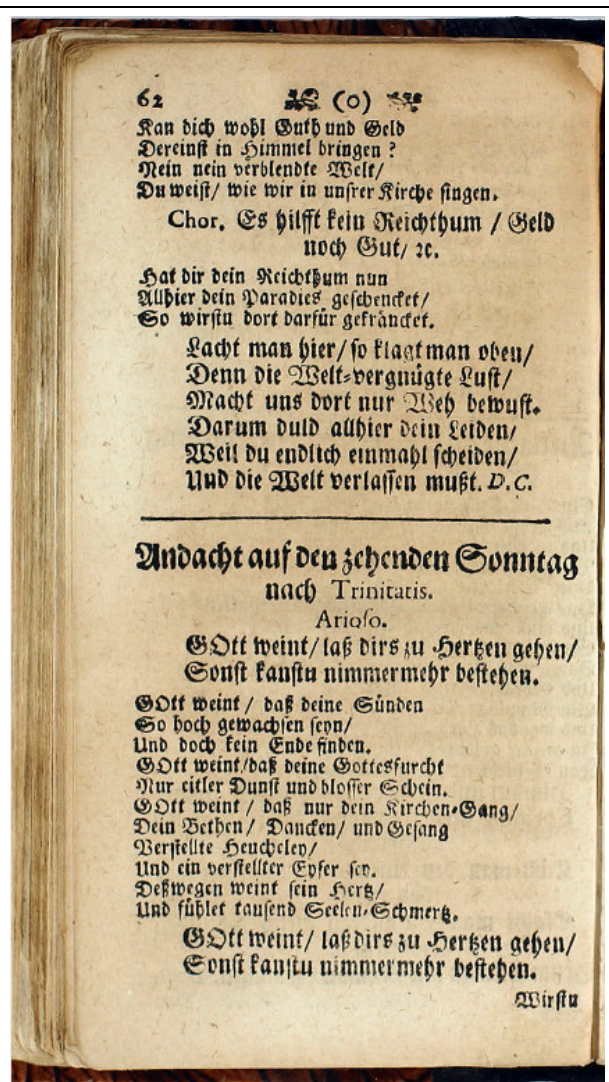 62 (0)
Kan dich wohl Guth und Geld
Dereinst in Himmel bringen?
Nein nein verblendte Welt/
Du weist/ wie wir in unsrer Kirche singen.
Chor. Es hilfft kein Reichthum / Geld
noch Gut/ ꝛc.
Hat dir dein Reichthum nun
Allhier dein Paradies geschencket/
So wirstu dort darfür gekräncket.
Lacht man hier/ so klagt man oben/
Denn die Welt-vergnügte Lust/
Macht uns dort nur Weh bewust.
Darum duld allhier dein Leiden/
Weil du endlich einmahl scheiden/
Und die Welt verlassen mußt. D.C.
Andacht auf den zehenden Sonntag
nach Trinitatis.
Arioso.
GOtt weint/ laß dirs zu Hertzen gehen/
Sonst kanstu nimmermehr bestehen.
GOtt weint / daß deine Sünden
So hoch gewachsen seyn/
Und doch kein Ende finden.
GOtt weint/daß deine Gottesfurcht
Nur eitler Dunst und blosser Schein.
GOtt weint / daß nur dein Kirchen-Gang/
Dein Bethen/ Dancken/ und Gesang
Verstellte Heucheley/
Und ein verstellter Eyfer sey.
Deßwegen weint sein Hertz/
Und fühlet tausend Seelen-Schmertz.
GOtt weint/ laß dirs zu Hertzen gehen/
Sonst kanstu nimmermehr bestehen.
Wirstu